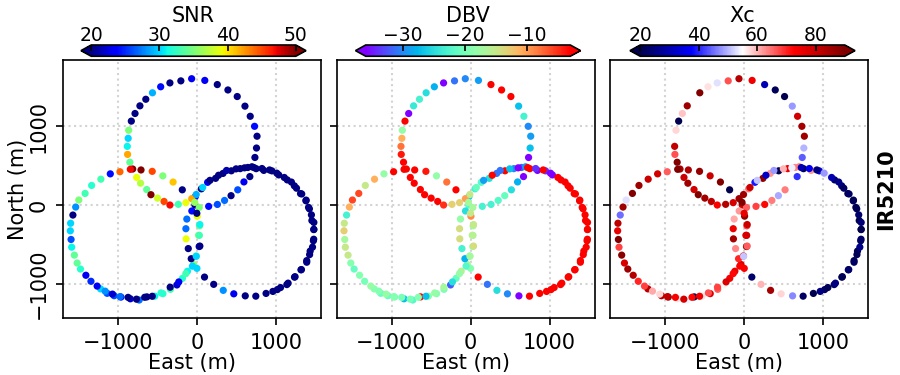 SNR DBV Xc
20 30 40 50 −30 −20 −10 20 40 60 80
1000
0
−1000
North (m)
−1000 0 1000 −1000 0 1000 −1000 0 1000
East (m) East (m) East (m)
IR5210